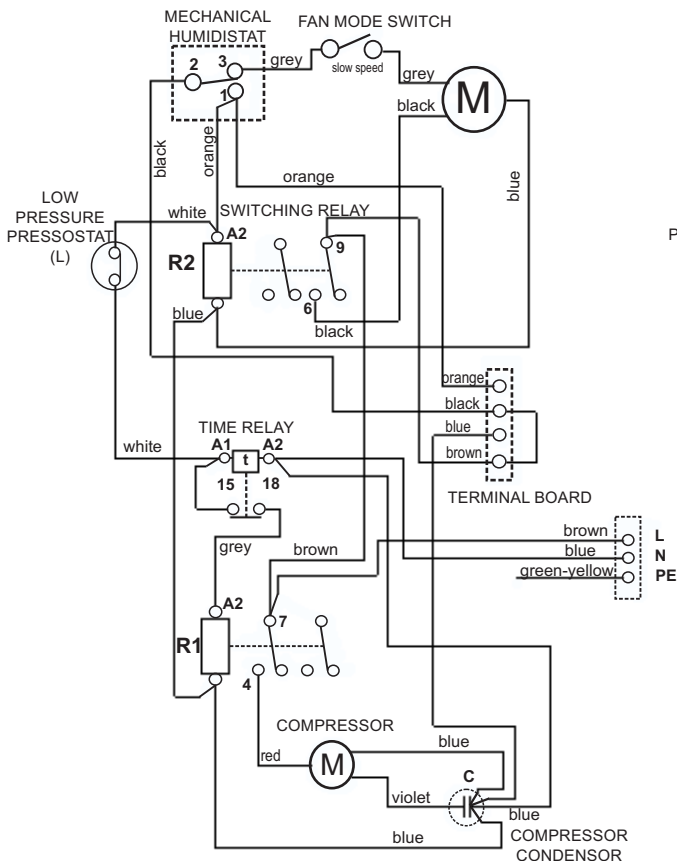 MECHANICAL
HUMIDISTAT
FAN MODE SWITCH
2
3
1
grey
slow speed
grey
M
black
black
orange
orange
blue
LOW
PRESSURE
PRESSOSTAT
(L)
white
SWITCHING RELAY
A2
R2
9
6
blue
black
P
orange
black
blue
brown
TERMINAL BOARD
TIME RELAY
white
A1
t
A2
15
18
grey
brown
brown
L
blue
N
green-yellow
PE
A2
R1
7
4
COMPRESSOR
red
M
blue
violet
C
blue
blue
COMPRESSOR
CONDENSOR